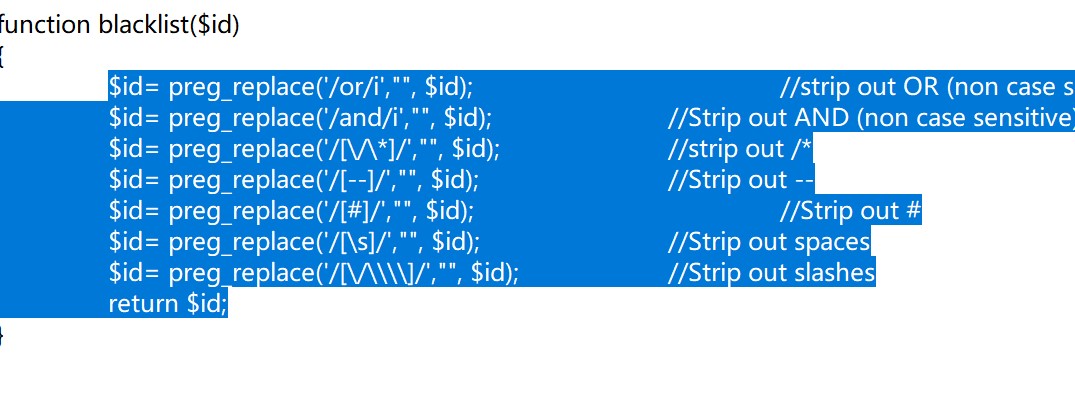 function blacklist($id)
{
$id= preg_replace('/or/i',"", $id); //strip out OR (non case s
$id= preg_replace('/and/i',"", $id); //Strip out AND (non case sensitive)
$id= preg_replace('/[\/\*]/',"", $id); //strip out /*
$id= preg_replace('/[--]/',"", $id); //Strip out --
$id= preg_replace('/[#]/',"", $id); //Strip out #
$id= preg_replace('/[\s]/',"", $id); //Strip out spaces
$id= preg_replace('/[\/\\\\]/',"", $id); //Strip out slashes
return $id;
}